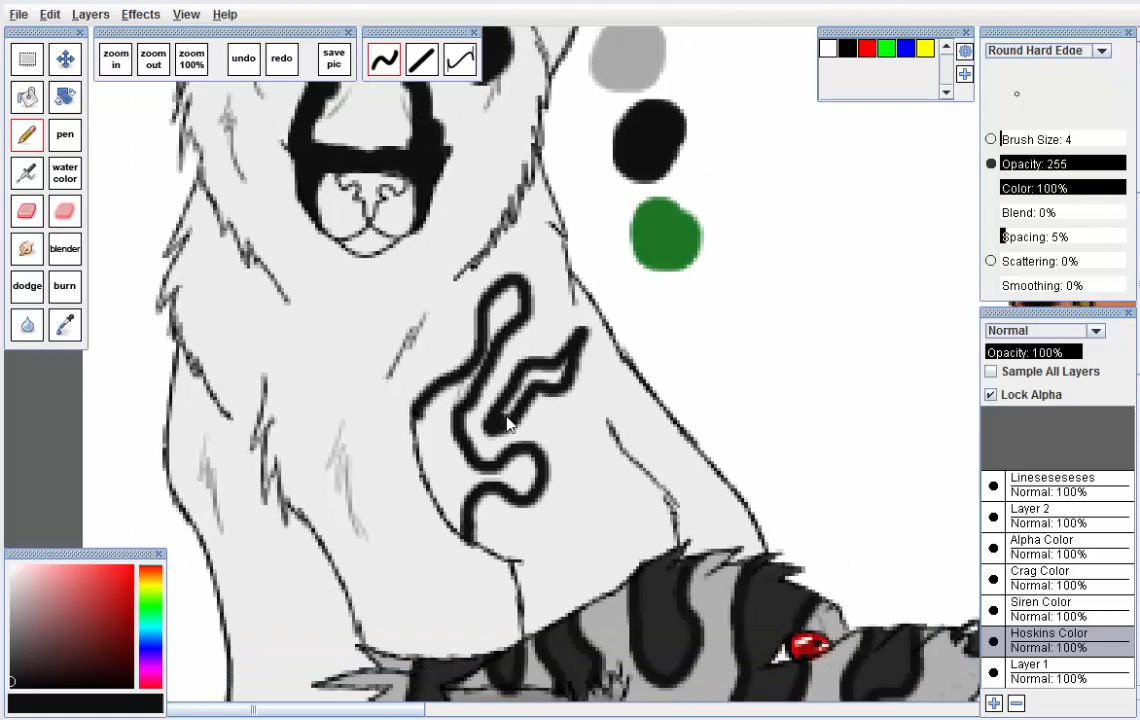 File Edit Layers Effects View Help
zoom in
zoom out
zoom 100%
undo
redo
save pic
pen
water color
blender
dodge
burn
Round Hard Edge
Brush Size: 4
Opacity: 255
Color: 100%
Blend: 0%
Spacing: 5%
Scattering: 0%
Smoothing: 0%
Normal
Opacity: 100%
Sample All Layers
Lock Alpha
Lineseseseses
Normal: 100%
Layer 2
Normal: 100%
Alpha Color
Normal: 100%
Crag Color
Normal: 100%
Siren Color
Normal: 100%
Hoskins Color
Normal: 100%
Layer 1
Normal: 100%